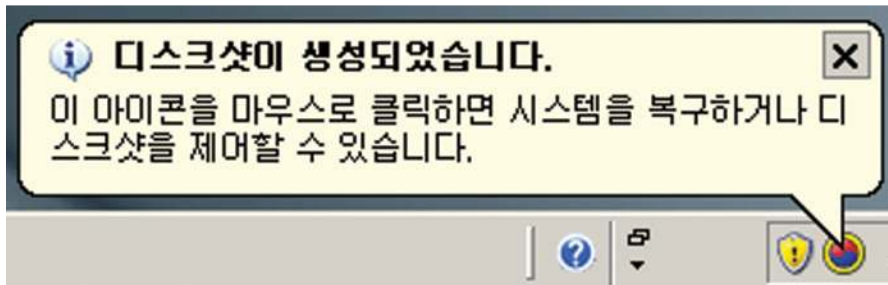 디스크샷이 생성되었습니다.
이 아이콘을 마우스로 클릭하면 시스템을 복구하거나 디
스크샷을 제어할 수 있습니다.